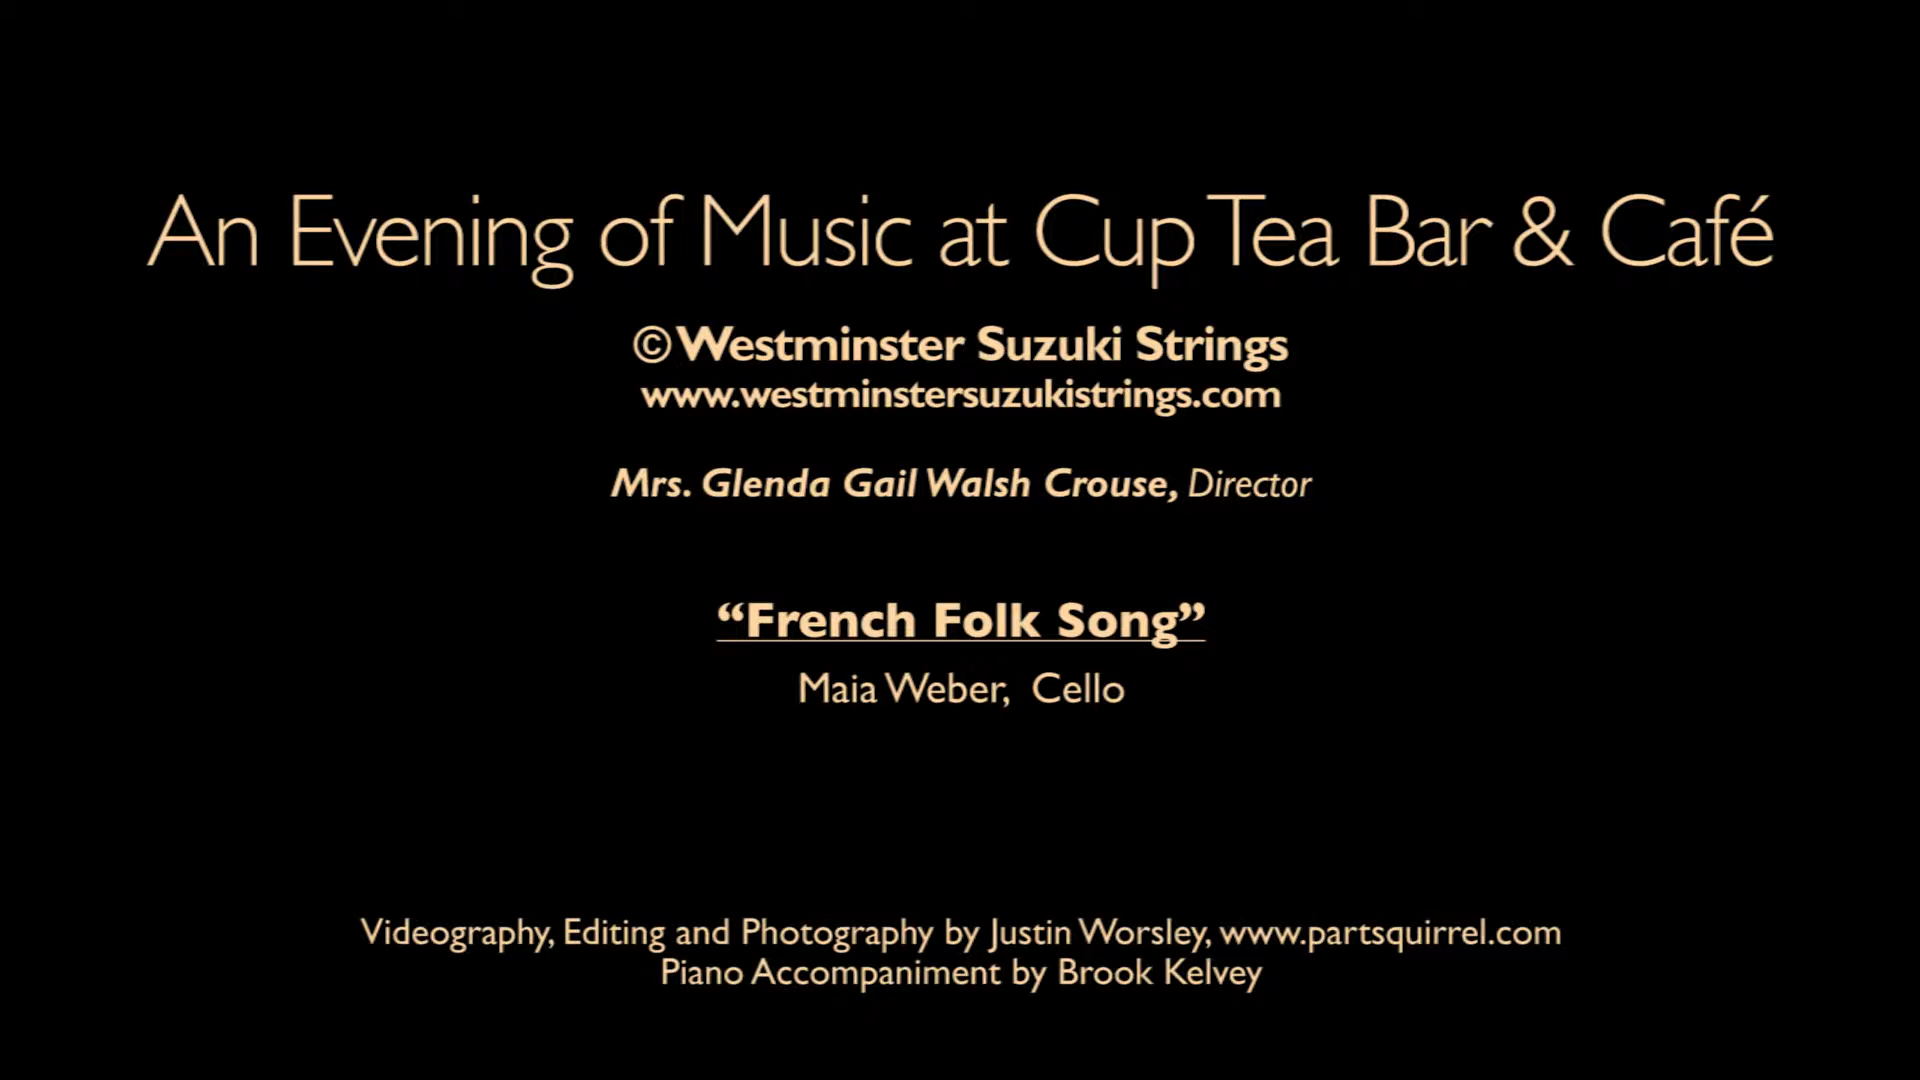 An Evening of Music at Cup Tea Bar & Café
©Westminster Suzuki Strings
www.westminstersuzukistrings.com
Mrs. Glenda Gail Walsh Crouse, Director
“French Folk Song”
Maia Weber, Cello
Videography, Editing and Photography by Justin Worsley, www.partsquirrel.com
Piano Accompaniment by Brook Kelvey